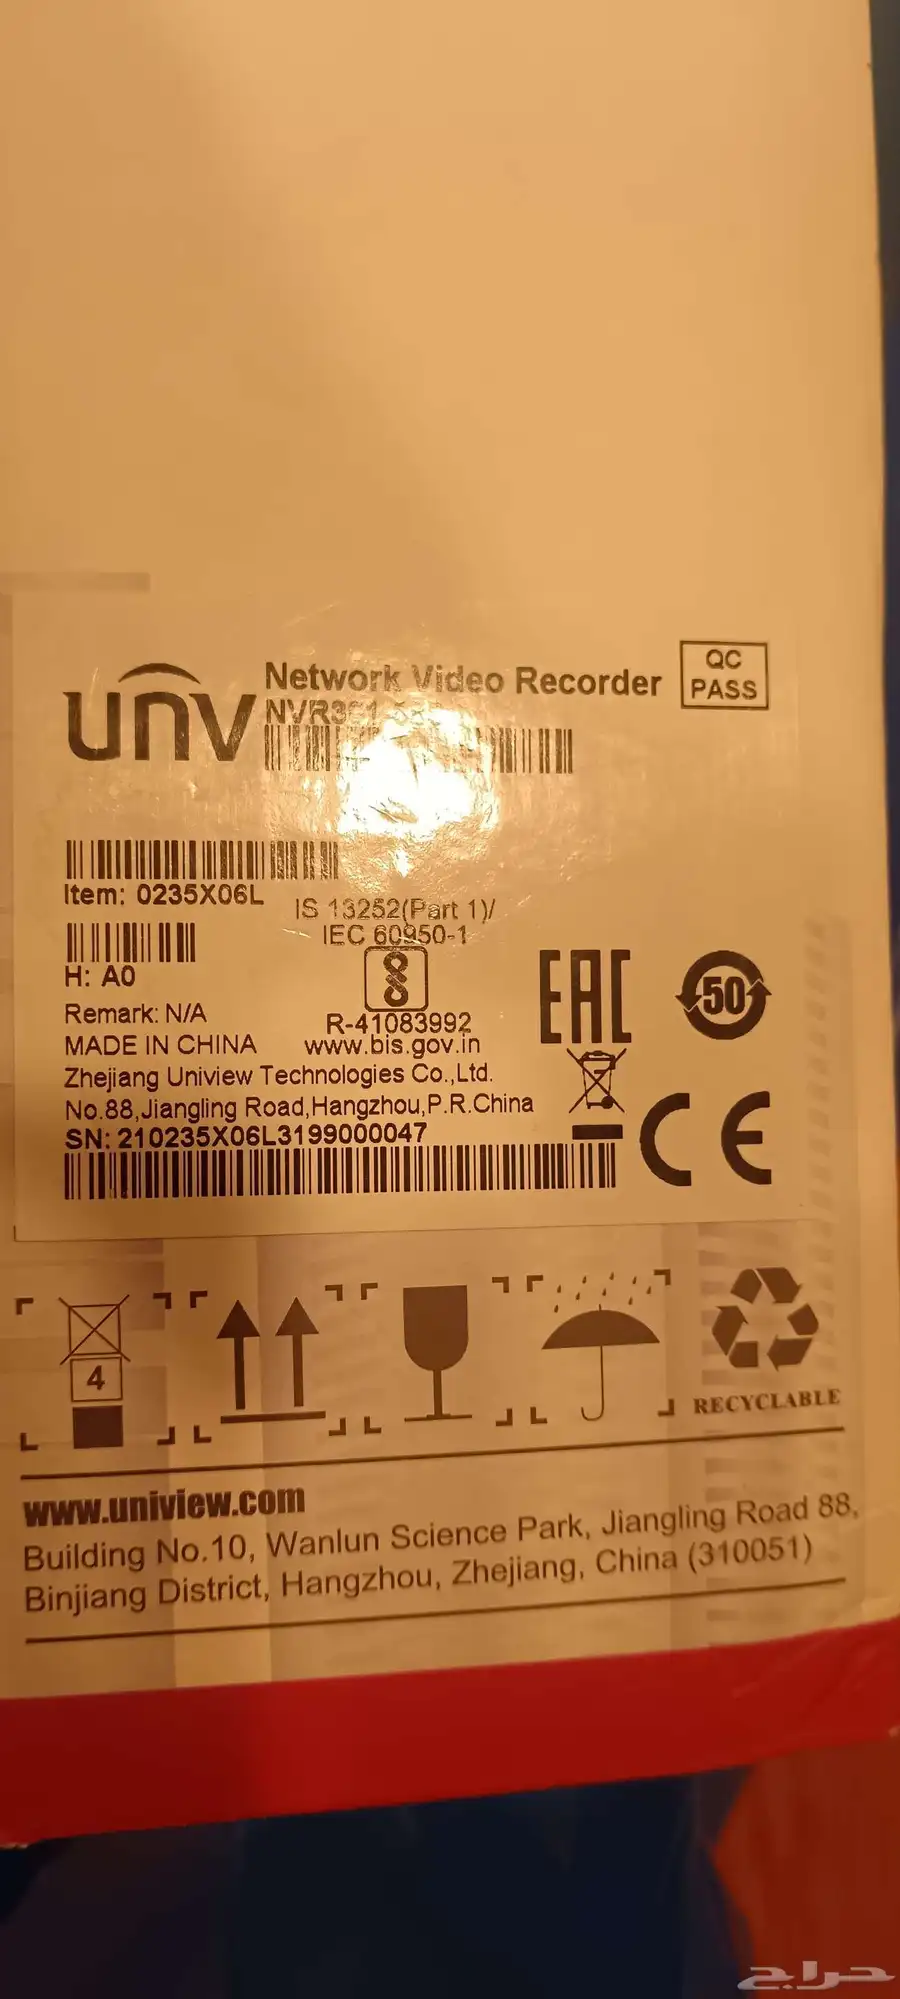 unv
Network Video Recorder
QC
PASS
Item: 0235X06L
IS 13252(Part 1)/
IEC 60950-1
H: A0
Remark: N/A
R-41083992
MADE IN CHINA
www.bis.gov.in
EAC
50
Zhejiang Uniview Technologies Co.,Ltd.
No.88,Jiangling Road,Hangzhou,P.R.China
SN: 210235X06L3199000047
CE
4
RECYCLABLE
www.uniview.com
Building No.10, Wanlun Science Park, Jiangling Road 88,
Binjiang District, Hangzhou, Zhejiang, China (310051)
حراج